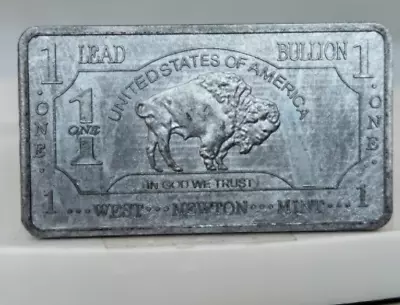 1 LEAD BULLION 1
UNITED STATES OF AMERICA
1
ONE
1
ONE
ONE
IN GOD WE TRUST
1 ...WEST...NEWTON...MINT... 1